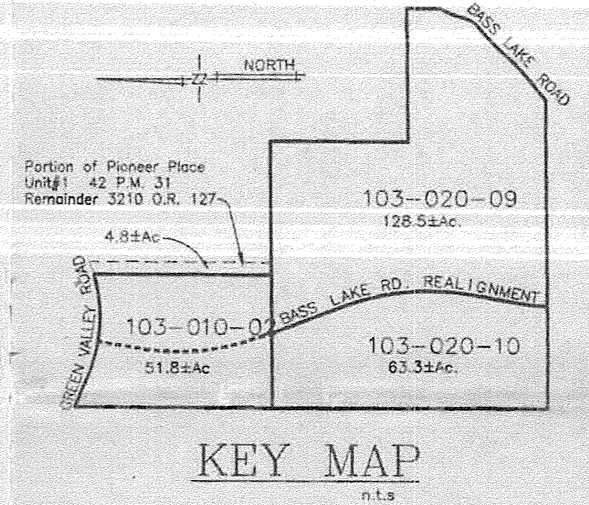 BASS LAKE ROAD
NORTH
Portion of Pioneer Place
Unit#1 42 P.M. 31
Remainder 3210 O.R. 127
4.8±Ac
103-020-09
128.5±Ac.
GREEN VALLEY ROAD
103-010-02
51.8±Ac
BASS LAKE RD. REALIGNMENT
103-020-10
63.3±Ac.
KEY MAP
n.t.s